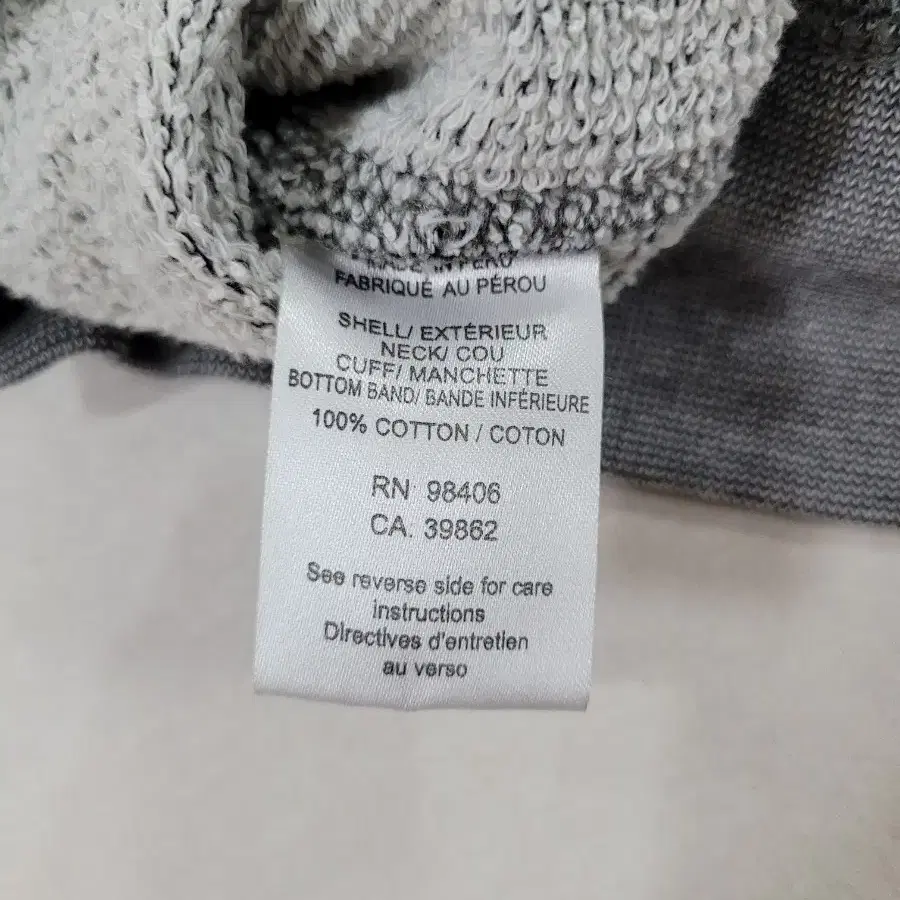 FABRIQUÉ AU PÉROU
SHELL/ EXTÉRIEUR
NECK/ COU
CUFF/ MANCHETTE
BOTTOM BAND/ BANDE INFÉRIEURE
100% COTTON / COTON
RN 98406
CA. 39862
See reverse side for care
instructions
Directives d'entretien
au verso